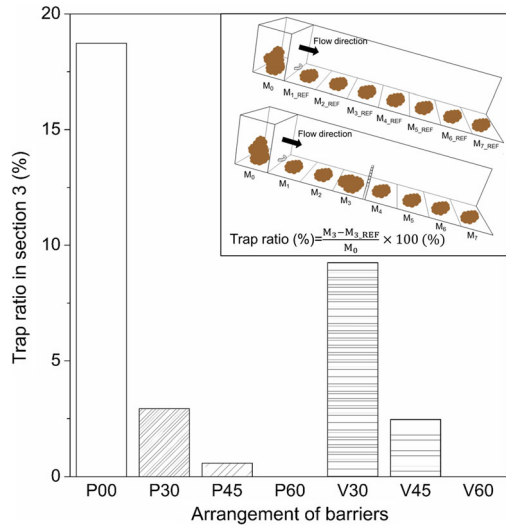 20
15
10
5
0
Trap ratio in section 3 (%)
Flow direction
M₀
M₁_REF
M₂_REF
M₃_REF
M₄_REF
M₅_REF
M₆_REF
M₇_REF
Flow direction
M₀
M₁
M₂
M₃
M₄
M₅
M₆
M₇
Trap ratio (%)=(M₃−M₃_REF)/M₀ × 100 (%)
P00 P30 P45 P60 V30 V45 V60
Arrangement of barriers